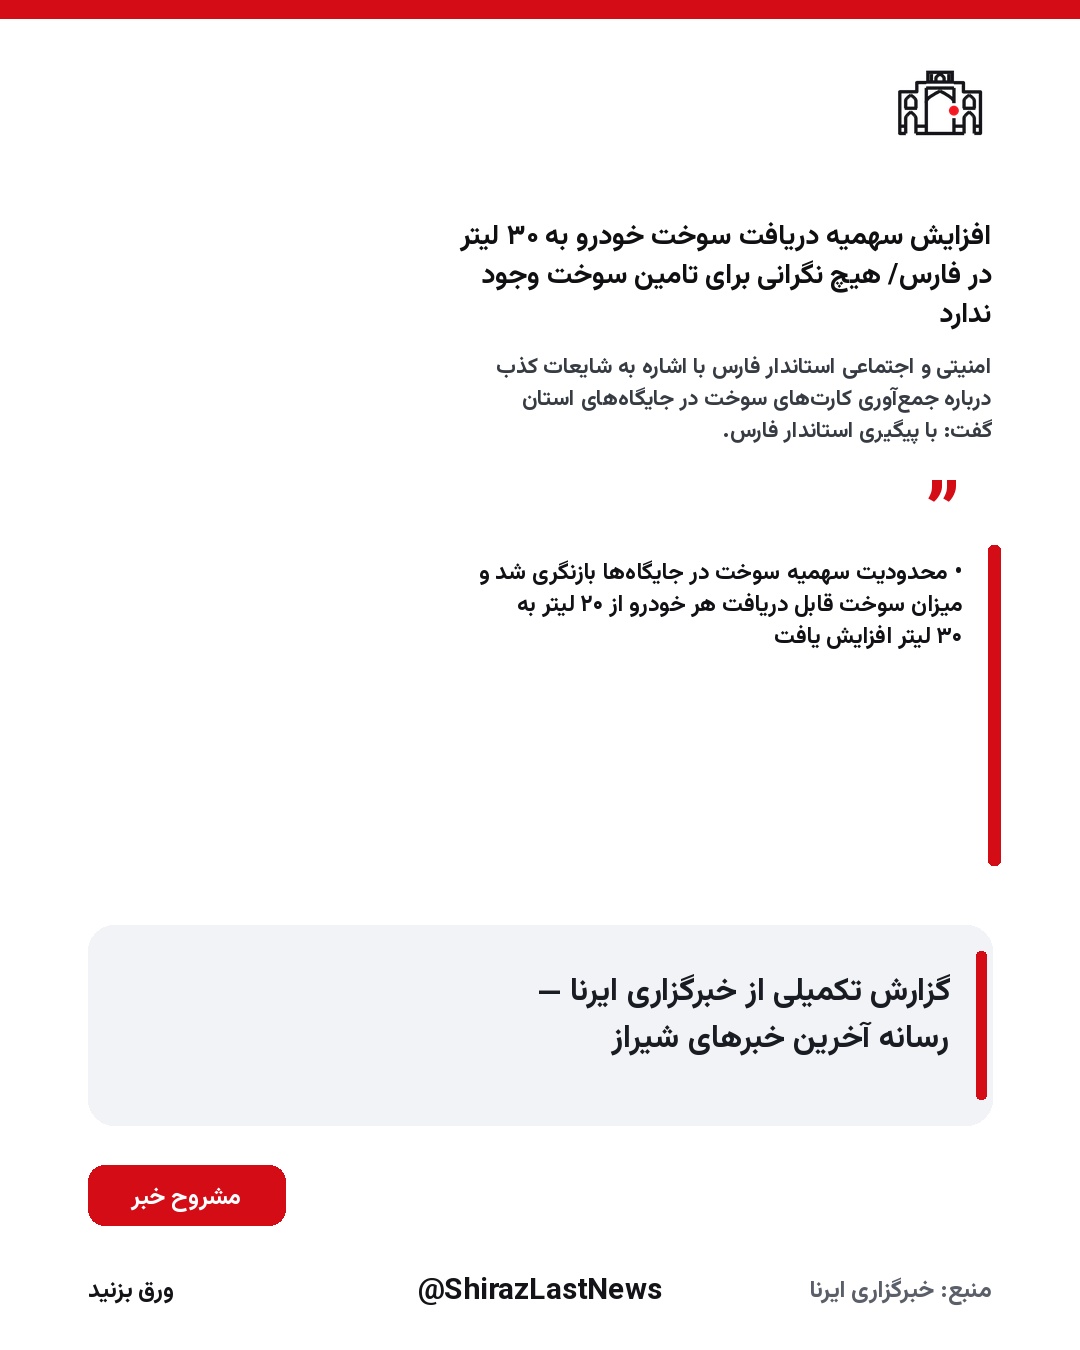 افزایش سهمیه دریافت سوخت خودرو به ۳۰ لیتر
در فارس/ هیچ نگرانی برای تامین سوخت وجود
ندارد
امنیتی و اجتماعی استاندار فارس با اشاره به شایعات کذب
درباره جمع‌آوری کارت‌های سوخت در جایگاه‌های استان
گفت: با پیگیری استاندار فارس.
”
• محدودیت سهمیه سوخت در جایگاه‌ها بازنگری شد و
میزان سوخت قابل دریافت هر خودرو از ۲۰ لیتر به
۳۰ لیتر افزایش یافت
گزارش تکمیلی از خبرگزاری ایرنا —
رسانه آخرین خبرهای شیراز
مشروح خبر
منبع: خبرگزاری ایرنا
@ShirazLastNews
ورق بزنید